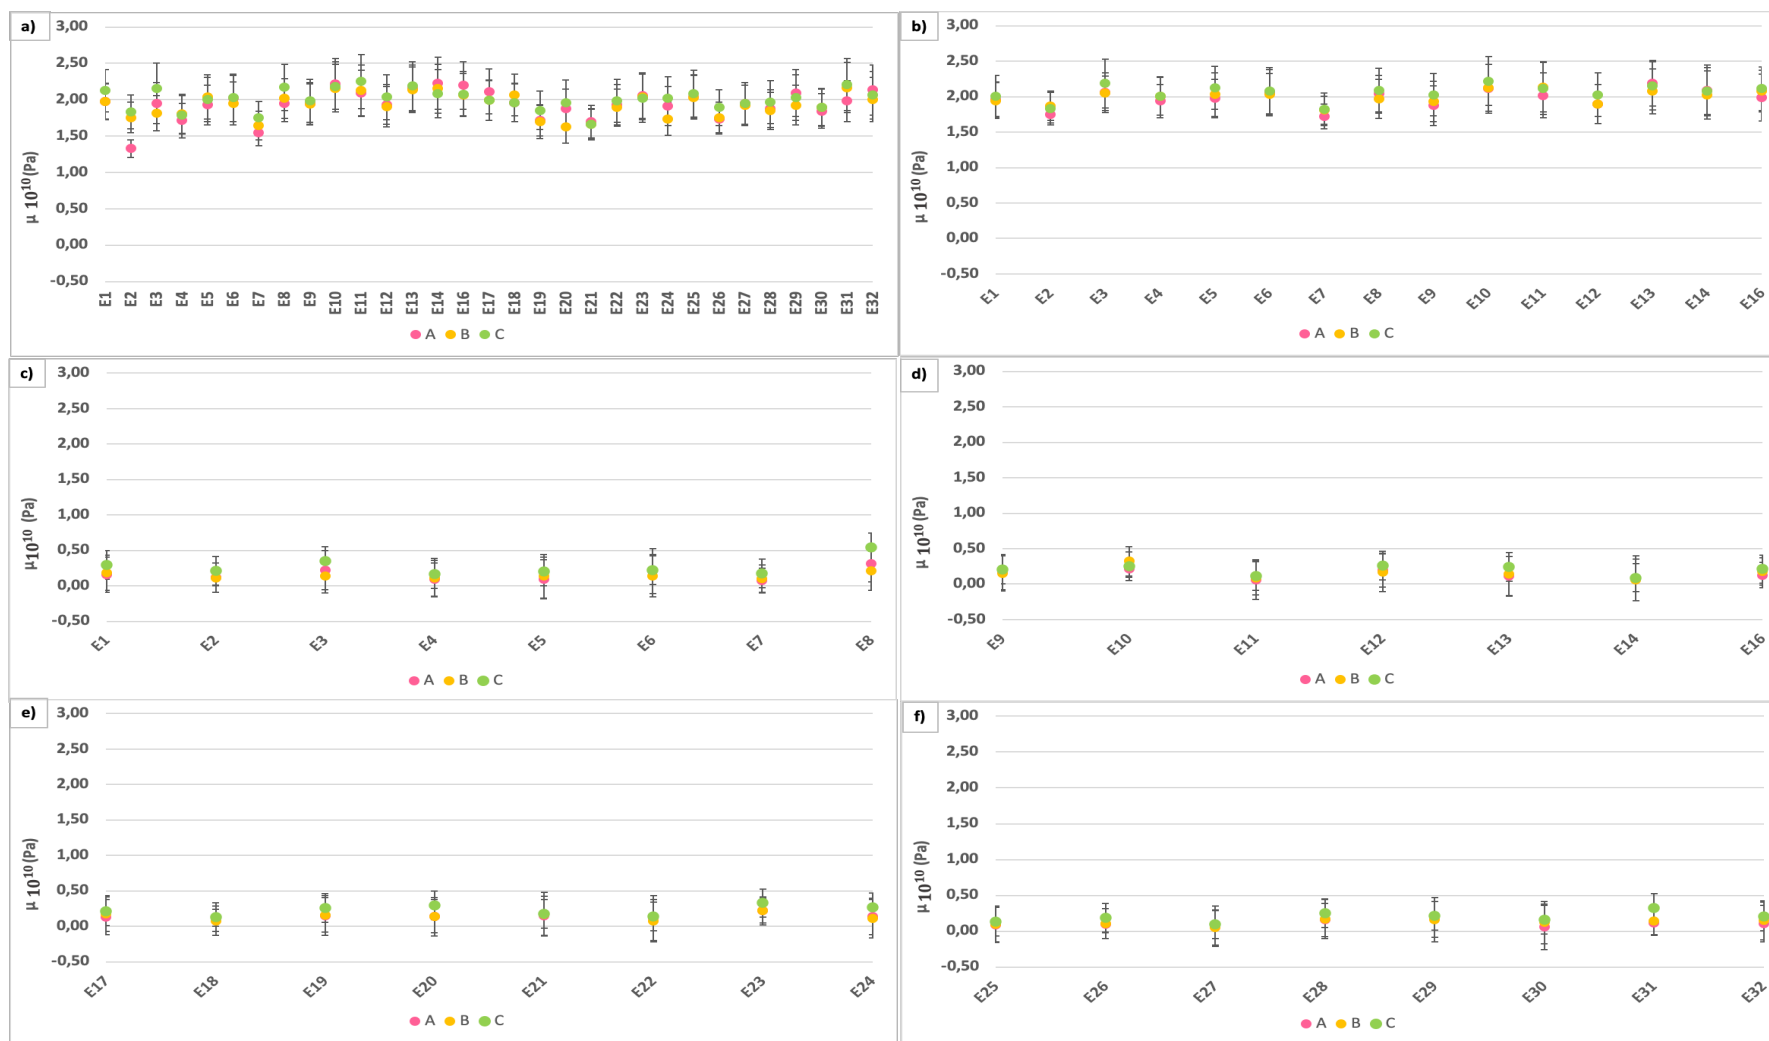 a)
3,00
2,50
2,00
1,50
1,00
0,50
0,00
-0,50
μ 10¹⁰ (Pa)
E1 E2 E3 E4 E5 E6 E7 E8 E9 E10 E11 E12 E13 E14 E16 E17 E18 E19 E20 E21 E22 E23 E24 E25 E26 E27 E28 E29 E30 E31 E32
A B C
b)
3,00
2,50
2,00
1,50
1,00
0,50
0,00
-0,50
μ 10¹⁰ (Pa)
E1 E2 E3 E4 E5 E6 E7 E8 E9 E10 E11 E12 E13 E14 E16
A B C
c)
3,00
2,50
2,00
1,50
1,00
0,50
0,00
-0,50
μ10¹⁰ (Pa)
E1 E2 E3 E4 E5 E6 E7 E8
A B C
d)
3,00
2,50
2,00
1,50
1,00
0,50
0,00
-0,50
μ10¹⁰ (Pa)
E9 E10 E11 E12 E13 E14 E16
A B C
e)
3,00
2,50
2,00
1,50
1,00
0,50
0,00
-0,50
μ 10¹⁰ (Pa)
E17 E18 E19 E20 E21 E22 E23 E24
A B C
f)
3,00
2,50
2,00
1,50
1,00
0,50
0,00
-0,50
μ10¹⁰ (Pa)
E25 E26 E27 E28 E29 E30 E31 E32
A B C